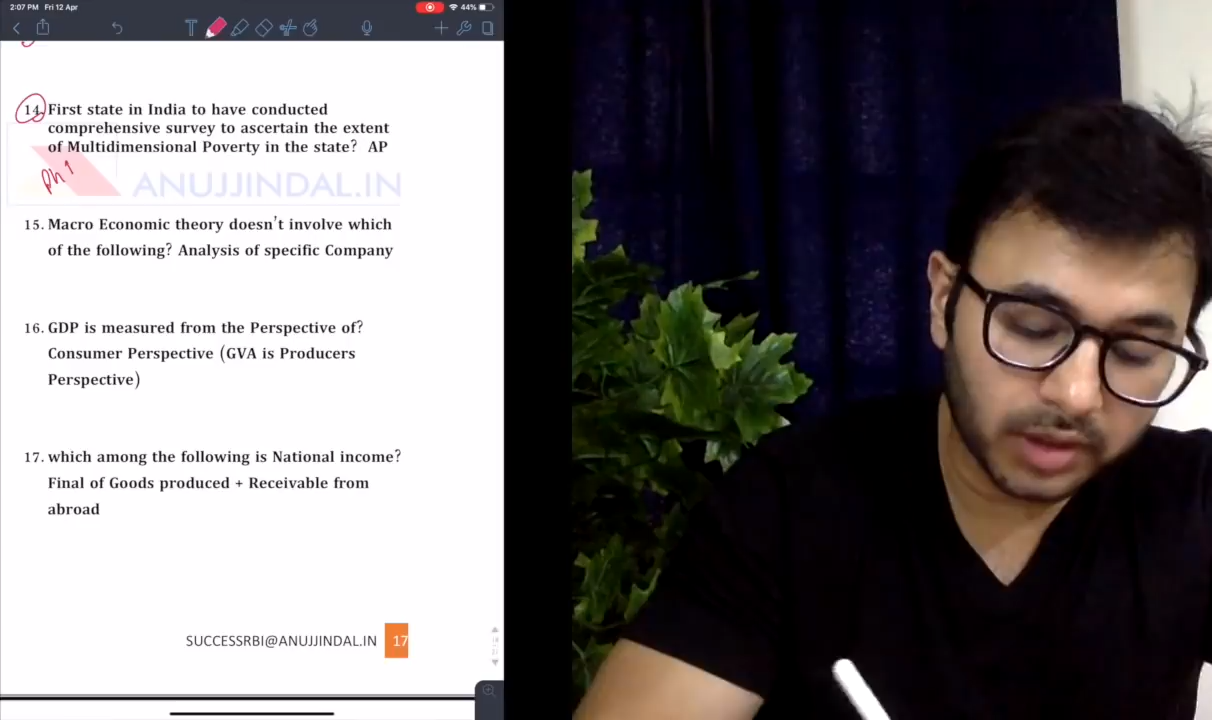 2:07 PM Fri 12 Apr
44%
14. First state in India to have conducted
comprehensive survey to ascertain the extent
of Multidimensional Poverty in the state? AP
Ph 1
ANUJJINDAL.IN
15. Macro Economic theory doesn't involve which
of the following? Analysis of specific Company
16. GDP is measured from the Perspective of?
Consumer Perspective (GVA is Producers
Perspective)
17. which among the following is National income?
Final of Goods produced + Receivable from
abroad
SUCCESSRBI@ANUJJINDAL.IN 17